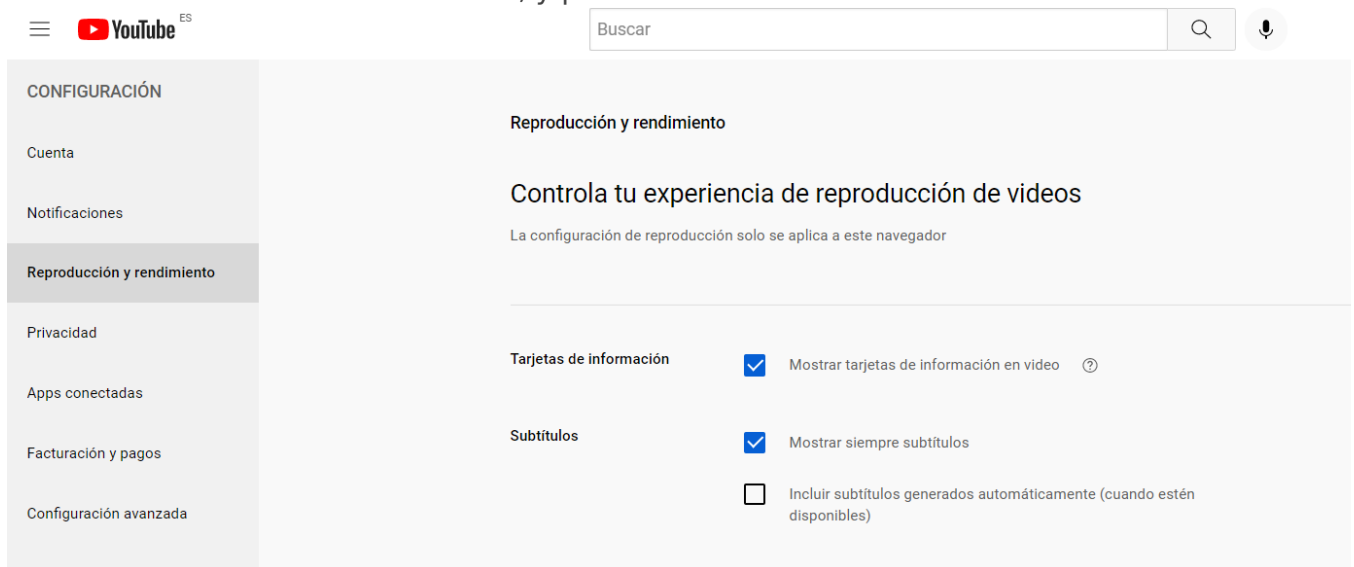 YouTube ES
Buscar
CONFIGURACIÓN
Cuenta
Notificaciones
Reproducción y rendimiento
Privacidad
Apps conectadas
Facturación y pagos
Configuración avanzada
Reproducción y rendimiento
Controla tu experiencia de reproducción de videos
La configuración de reproducción solo se aplica a este navegador
Tarjetas de información
Mostrar tarjetas de información en video
Subtítulos
Mostrar siempre subtítulos
Incluir subtítulos generados automáticamente (cuando estén
disponibles)